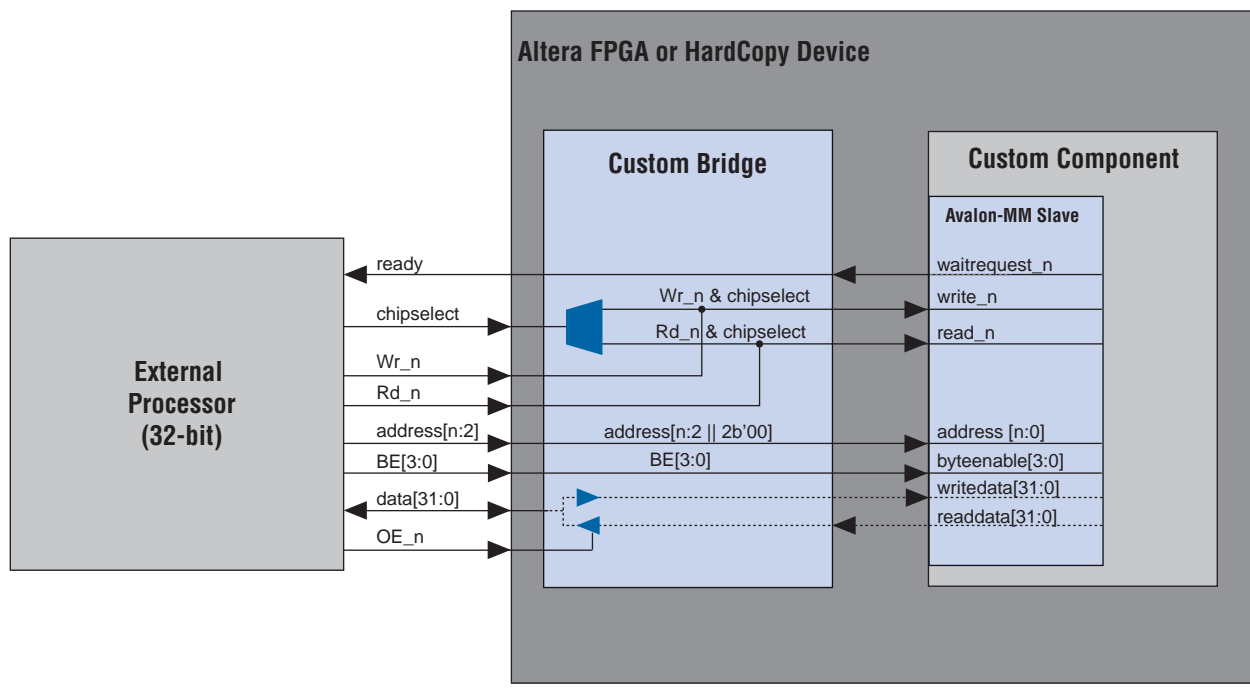 Altera FPGA or HardCopy Device
Custom Bridge
Custom Component
Avalon-MM Slave
External
Processor
(32-bit)
ready
waitrequest_n
chipselect
Wr_n & chipselect
write_n
Rd_n & chipselect
read_n
Wr_n
Rd_n
address[n:2]
address[n:2 || 2b'00]
address [n:0]
BE[3:0]
BE[3:0]
byteenable[3:0]
data[31:0]
writedata[31:0]
readdata[31:0]
OE_n